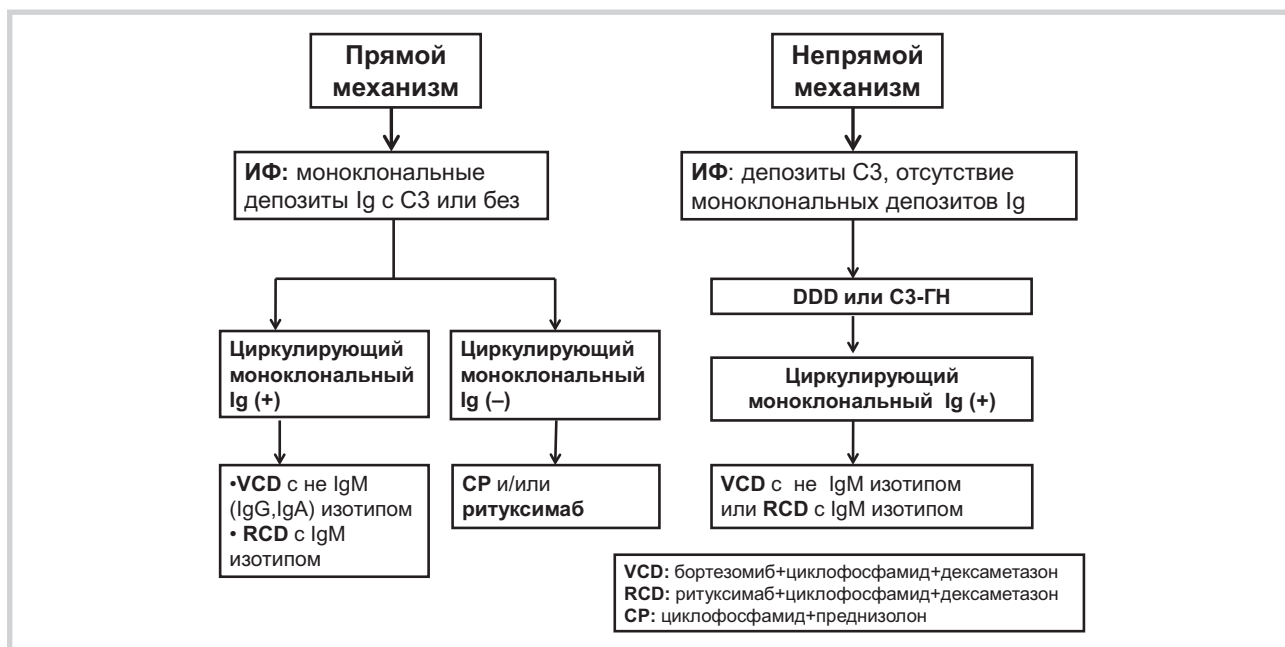 Прямой
механизм
ИФ: моноклональные
депозиты Ig с С3 или без
Циркулирующий
моноклональный
Ig (+)
Циркулирующий
моноклональный
Ig (–)
•VCD с не IgM
(IgG,IgA) изотипом
• RCD с IgM
изотипом
CP и/или
ритуксимаб
Непрямой
механизм
ИФ: депозиты С3, отсутствие
моноклональных депозитов Ig
DDD или С3-ГН
Циркулирующий
моноклональный Ig (+)
VCD с не IgM изотипом
или RCD с IgM изотипом
VCD: бортезомиб+циклофосфамид+дексаметазон
RCD: ритуксимаб+циклофосфамид+дексаметазон
CP: циклофосфамид+преднизолон